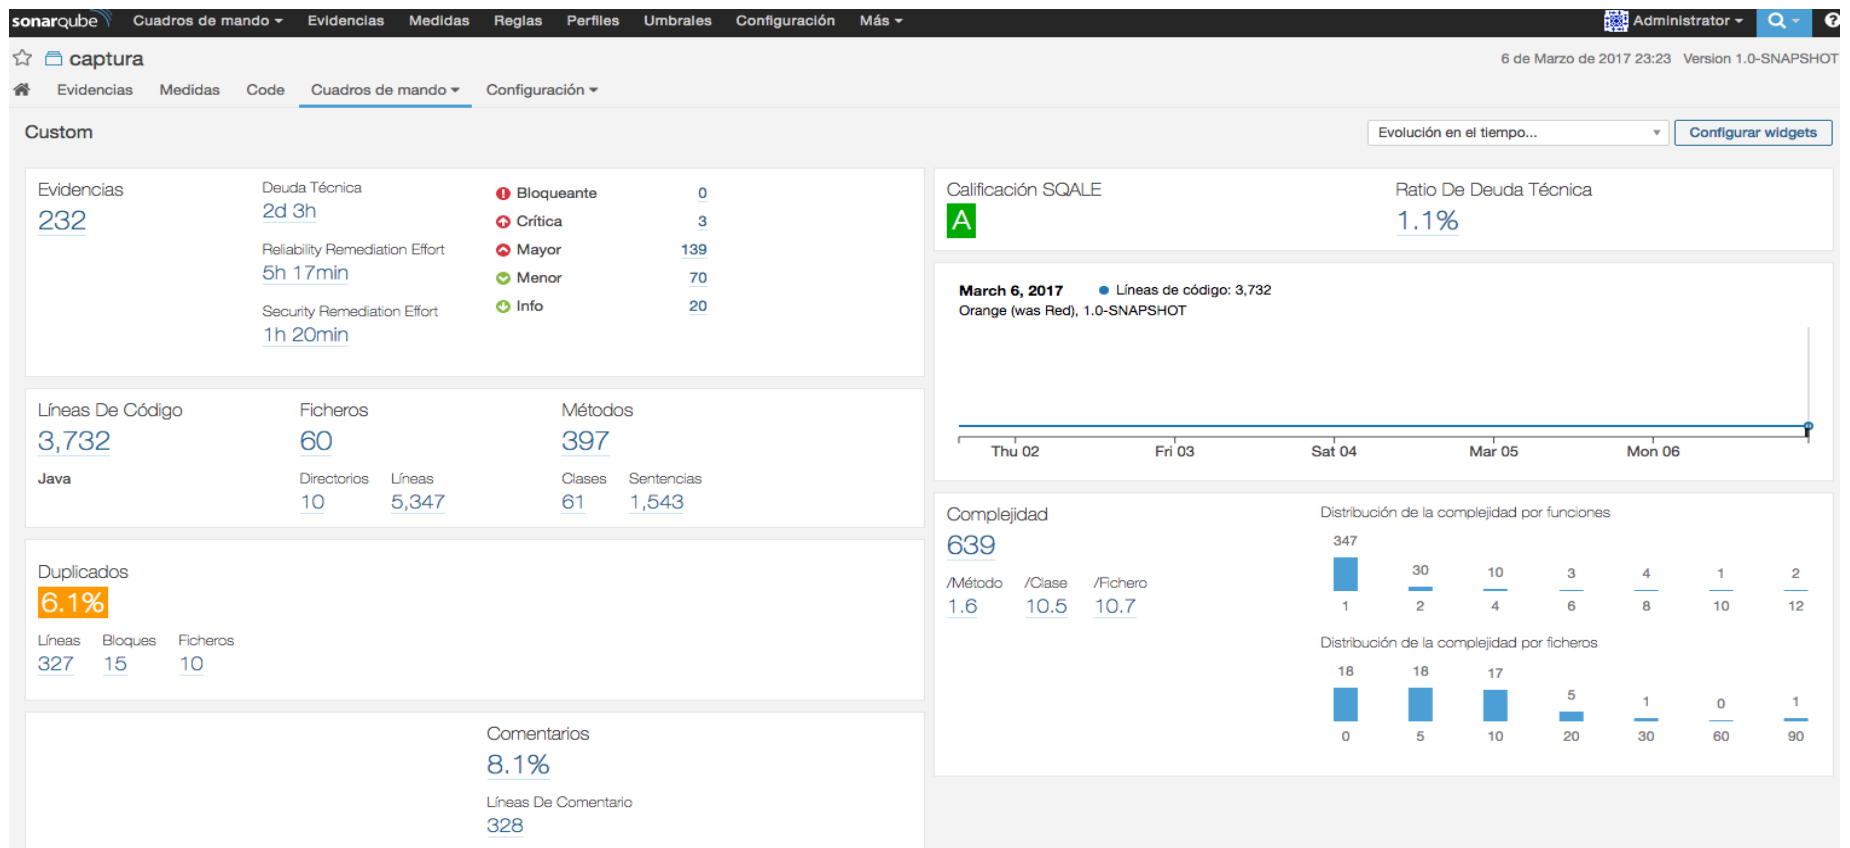 sonarqube Cuadros de mando Evidencias Medidas Reglas Perfiles Umbrales Configuración Más Administrator ?
captura
6 de Marzo de 2017 23:23 Version 1.0-SNAPSHOT
Evidencias Medidas Code Cuadros de mando Configuración
Custom
Evolución en el tiempo... Configurar widgets
Evidencias
232
Deuda Técnica
2d 3h
Reliability Remediation Effort
5h 17min
Security Remediation Effort
1h 20min
Bloqueante 0
Crítica 3
Mayor 139
Menor 70
Info 20
Líneas De Código
3,732
Java
Ficheros
60
Directorios Líneas
10 5,347
Métodos
397
Clases Sentencias
61 1,543
Duplicados
6.1%
Líneas Bloques Ficheros
327 15 10
Comentarios
8.1%
Líneas De Comentario
328
Calificación SQALE
A
Ratio De Deuda Técnica
1.1%
March 6, 2017 Líneas de código: 3,732
Orange (was Red), 1.0-SNAPSHOT
Thu 02 Fri 03 Sat 04 Mar 05 Mon 06
Complejidad
639
/Método /Clase /Fichero
1.6 10.5 10.7
Distribución de la complejidad por funciones
347 30 10 3 4 1 2
1 2 4 6 8 10 12
Distribución de la complejidad por ficheros
18 18 17 5 1 0 1
0 5 10 20 30 60 90